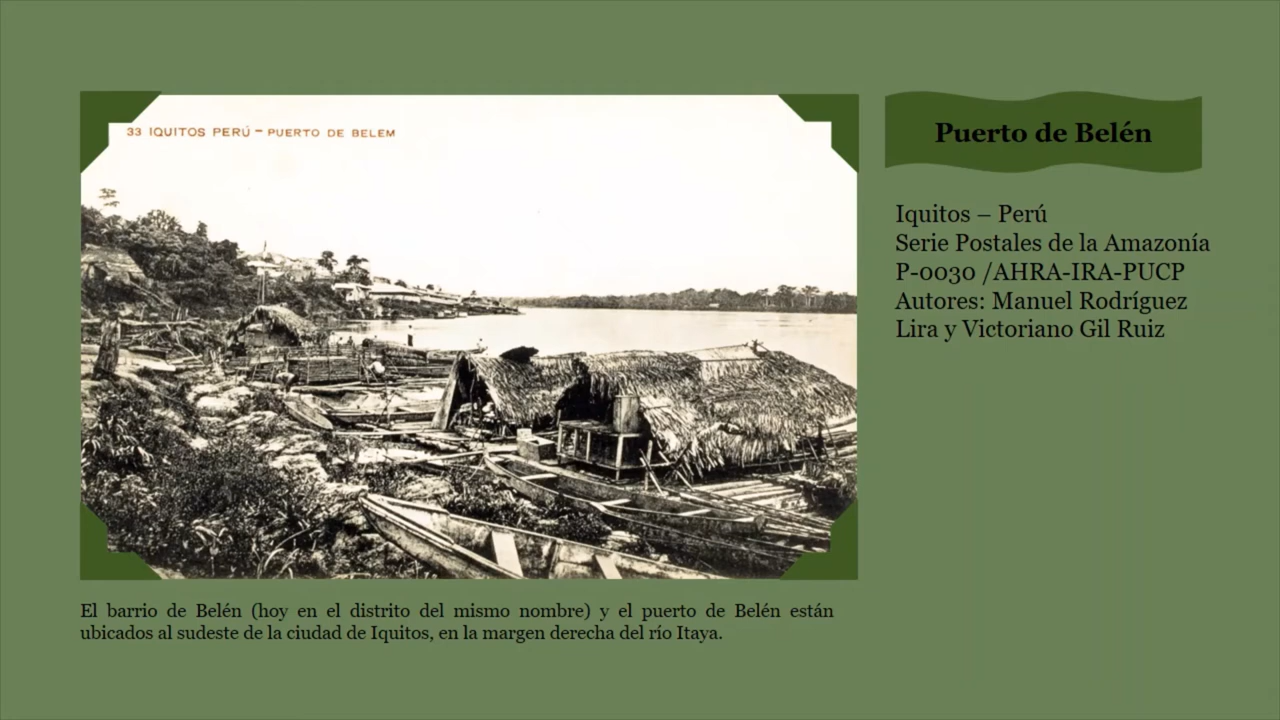 33 IQUITOS PERÚ – PUERTO DE BELEM
Puerto de Belén
Iquitos – Perú
Serie Postales de la Amazonía
P-0030 /AHRA-IRA-PUCP
Autores: Manuel Rodríguez
Lira y Victoriano Gil Ruiz
El barrio de Belén (hoy en el distrito del mismo nombre) y el puerto de Belén están
ubicados al sudeste de la ciudad de Iquitos, en la margen derecha del río Itaya.